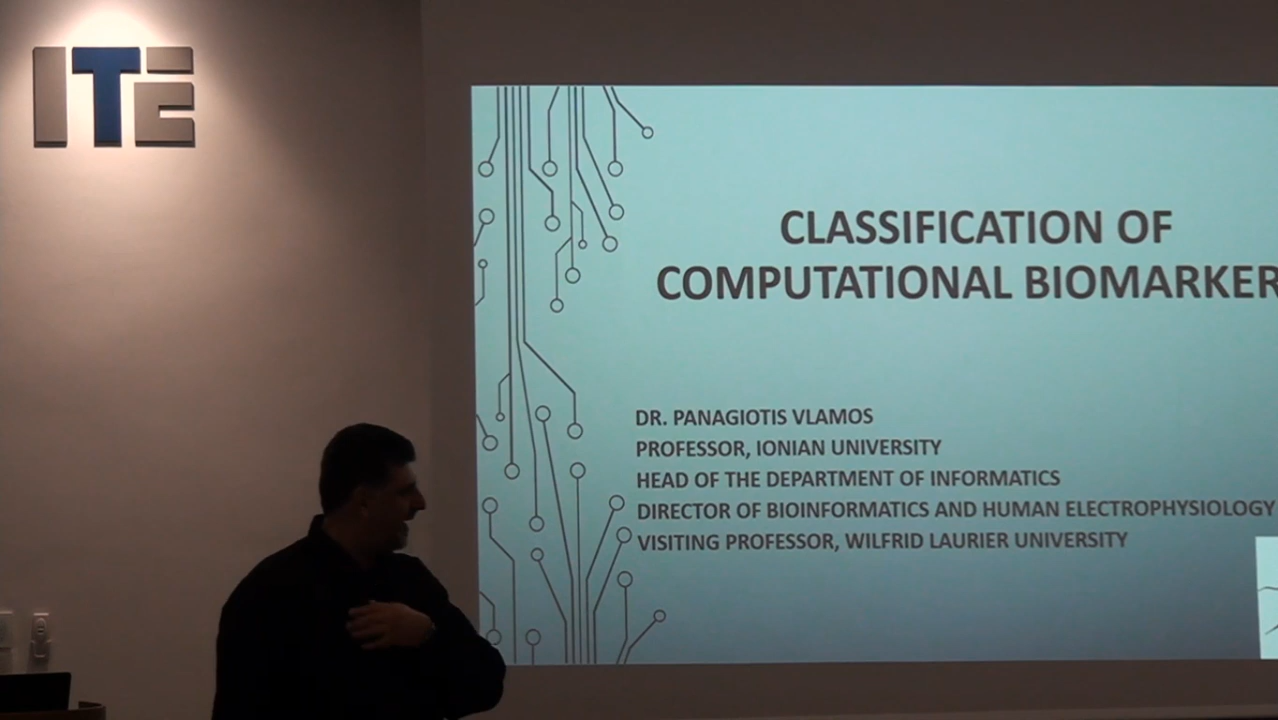 ITE
CLASSIFICATION OF
COMPUTATIONAL BIOMARKER
DR. PANAGIOTIS VLAMOS
PROFESSOR, IONIAN UNIVERSITY
HEAD OF THE DEPARTMENT OF INFORMATICS
DIRECTOR OF BIOINFORMATICS AND HUMAN ELECTROPHYSIOLOGY
VISITING PROFESSOR, WILFRID LAURIER UNIVERSITY